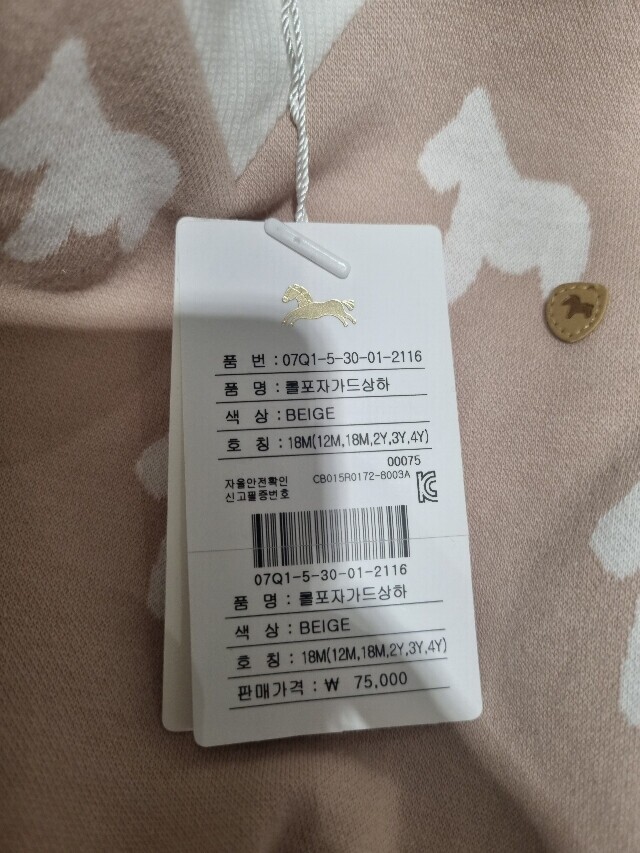 품 번 : 07Q1-5-30-01-2116
품 명 : 롤포자가드상하
색 상 : BEIGE
호 칭 : 18M(12M,18M,2Y,3Y,4Y)
00075
자율안전확인 CB015R0172-8003A
신고필증번호
07Q1-5-30-01-2116
품 명 : 롤포자가드상하
색 상 : BEIGE
호 칭 : 18M(12M,18M,2Y,3Y,4Y)
판매가격 : ₩ 75,000